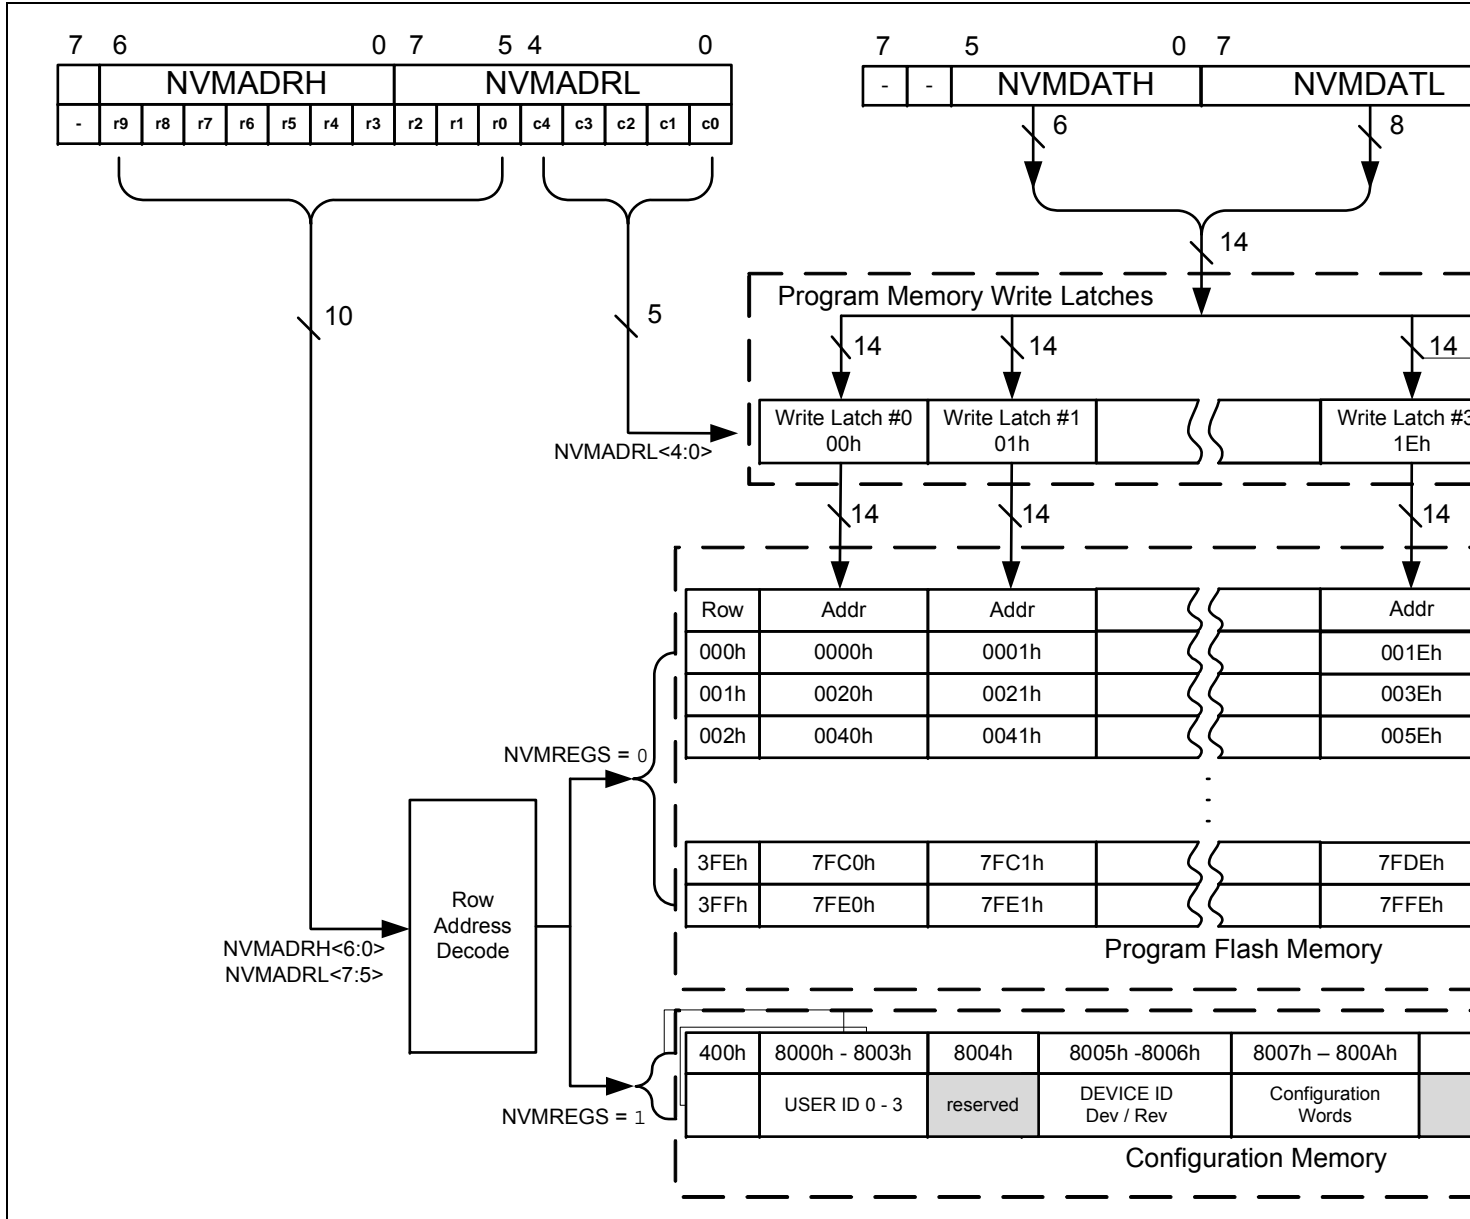 7 6 0 7 5 4 0 7 5 0 7
NVMADRH NVMADRL - - NVMDATH NVMDATL
- r9 r8 r7 r6 r5 r4 r3 r2 r1 r0 c4 c3 c2 c1 c0
6 8
14
Program Memory Write Latches
10 5
14 14 14
Write Latch #0 Write Latch #1 Write Latch #3
00h 01h 1Eh
NVMADRL<4:0>
14 14 14
Row Addr Addr Addr
000h 0000h 0001h 001Eh
001h 0020h 0021h 003Eh
002h 0040h 0041h 005Eh
NVMREGS = 0
3FEh 7FC0h 7FC1h 7FDEh
3FFh 7FE0h 7FE1h 7FFEh
Row
Address
Decode
NVMADRH<6:0>
NVMADRL<7:5>
Program Flash Memory
400h 8000h - 8003h 8004h 8005h -8006h 8007h – 800Ah
USER ID 0 - 3 reserved DEVICE ID Configuration
Dev / Rev Words
NVMREGS = 1
Configuration Memory